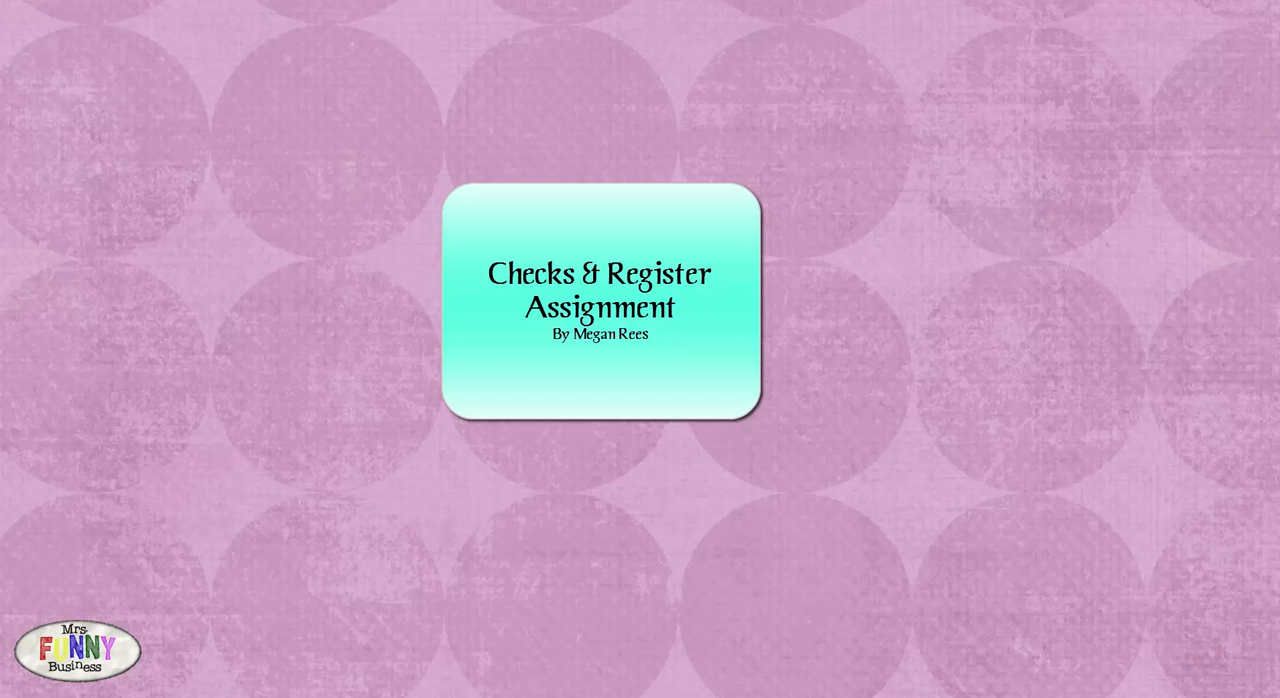 Checks & Register
Assignment
By Megan Rees
Mrs.
FUNNY
Business